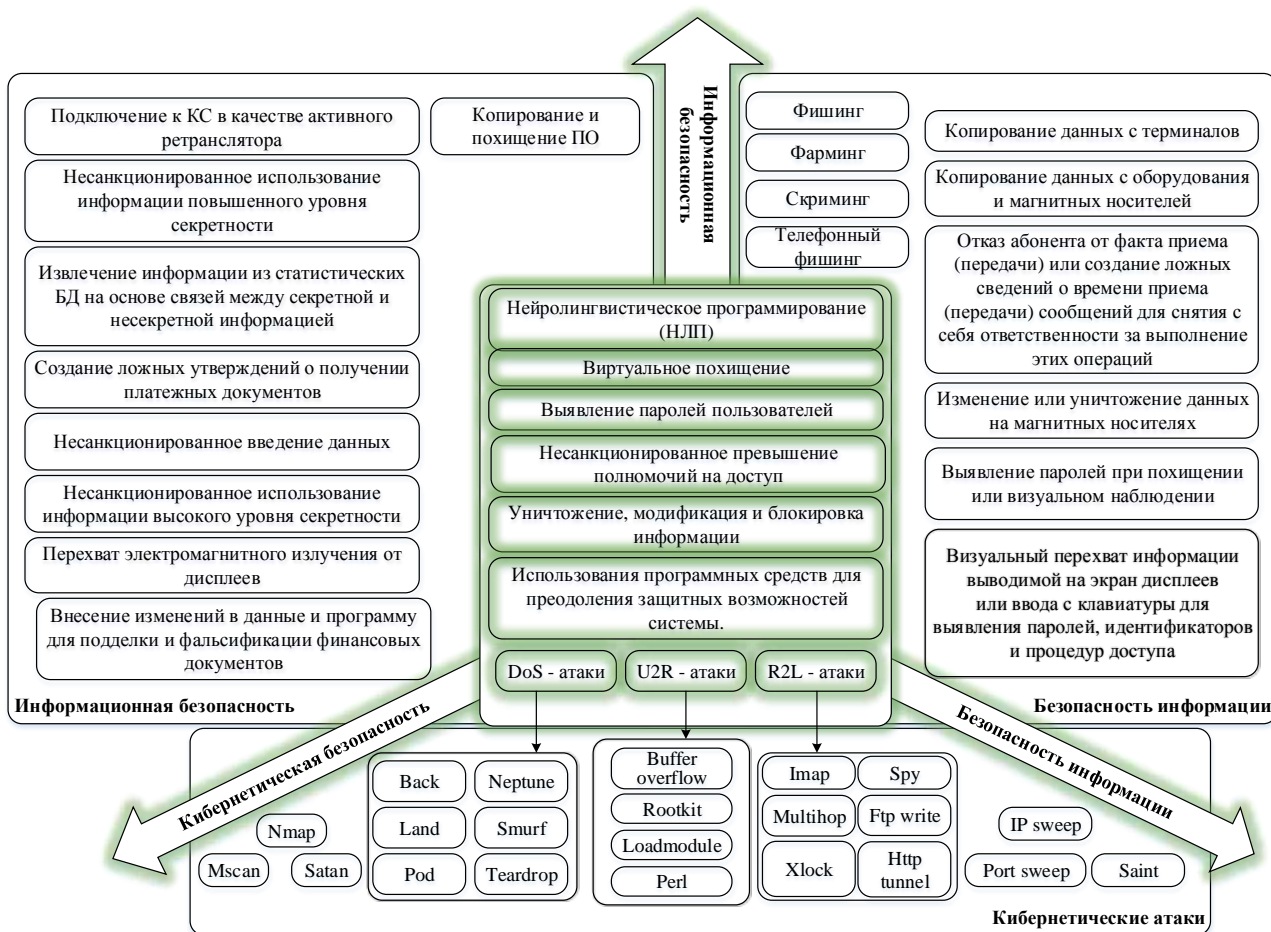 Информационная
безопасность
Подключение к КС в качестве активного
ретранслятора
Несанкционированное использование
информации повышенного уровня
секретности
Извлечение информации из статистических
БД на основе связей между секретной и
несекретной информацией
Создание ложных утверждений о получении
платежных документов
Несанкционированное введение данных
Несанкционированное использование
информации высокого уровня секретности
Перехват электромагнитного излучения от
дисплеев
Внесение изменений в данные и программу
для подделки и фальсификации финансовых
документов
Информационная безопасность
Копирование и
похищение ПО
Фишинг
Фарминг
Скриминг
Телефонный
фишинг
Копирование данных с терминалов
Копирование данных с оборудования
и магнитных носителей
Отказ абонента от факта приема
(передачи) или создание ложных
сведений о времени приема
(передачи) сообщений для снятия с
себя ответственности за выполнение
этих операций
Изменение или уничтожение данных
на магнитных носителях
Выявление паролей при похищении
или визуальном наблюдении
Визуальный перехват информации
выводимой на экран дисплеев
или ввода с клавиатуры для
выявления паролей, идентификаторов
и процедур доступа
Безопасность информации
Нейролингвистическое программирование
(НЛП)
Виртуальное похищение
Выявление паролей пользователей
Несанкционированное превышение
полномочий на доступ
Уничтожение, модификация и блокировка
информации
Использования программных средств для
преодоления защитных возможностей
системы.
DoS - атаки
U2R - атаки
R2L - атаки
Кибернетическая безопасность
Безопасность информации
Nmap
Mscan
Satan
Back
Neptune
Land
Smurf
Pod
Teardrop
Buffer
overflow
Rootkit
Loadmodule
Perl
Imap
Spy
Multihop
Ftp write
Xlock
Http
tunnel
IP sweep
Port sweep
Saint
Кибернетические атаки